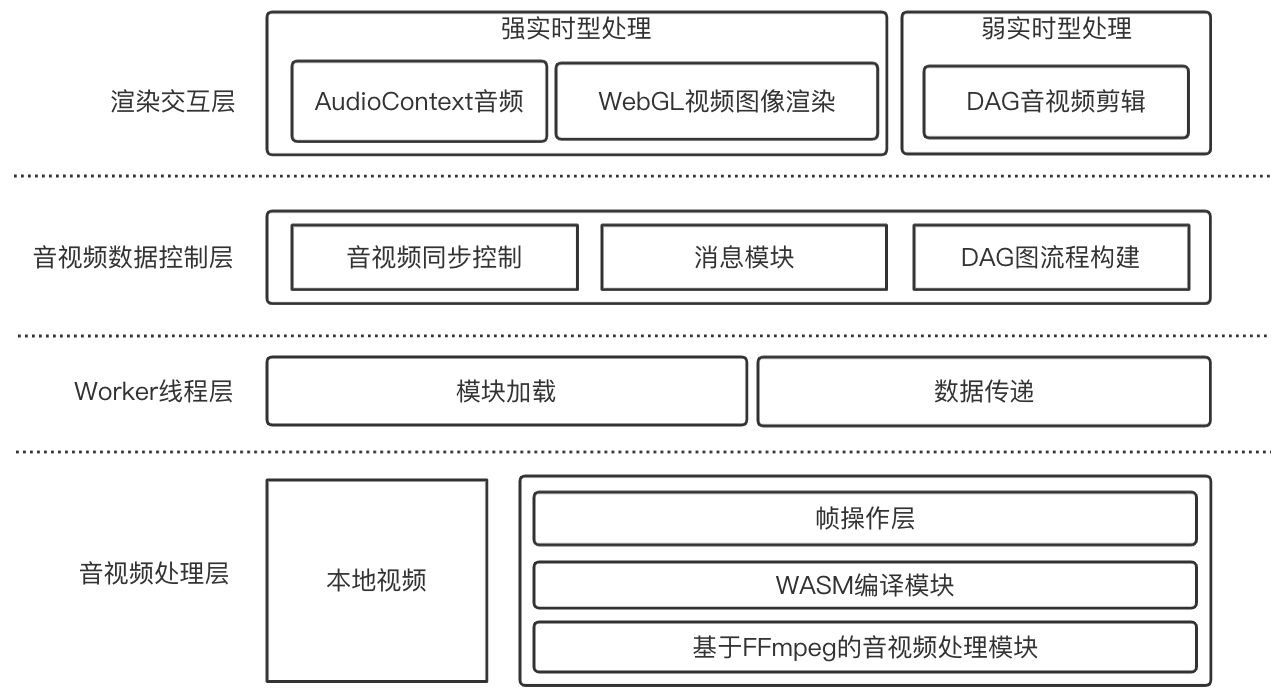 强实时型处理
弱实时型处理
渲染交互层
AudioContext音频
WebGL视频图像渲染
DAG音视频剪辑
音视频数据控制层
音视频同步控制
消息模块
DAG图流程构建
Worker线程层
模块加载
数据传递
音视频处理层
本地视频
帧操作层
WASM编译模块
基于FFmpeg的音视频处理模块